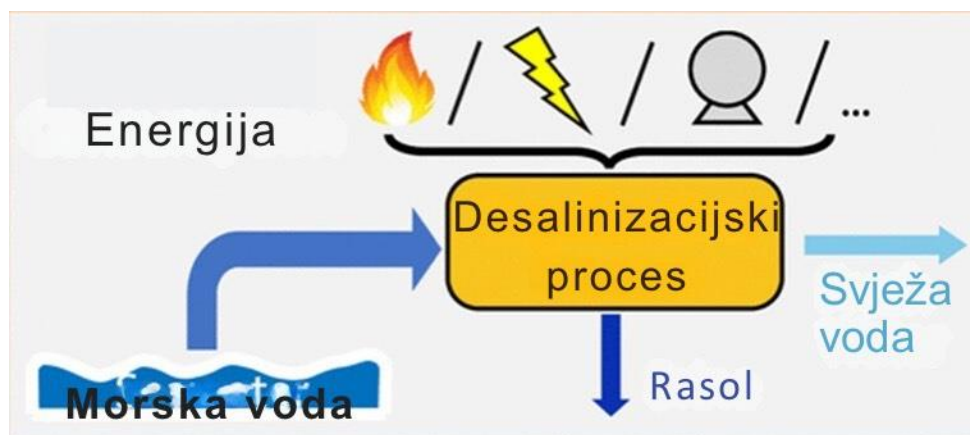 Energija
/ / / ...
Desalinizacijski
proces
Svježa
voda
Rasol
Morska voda